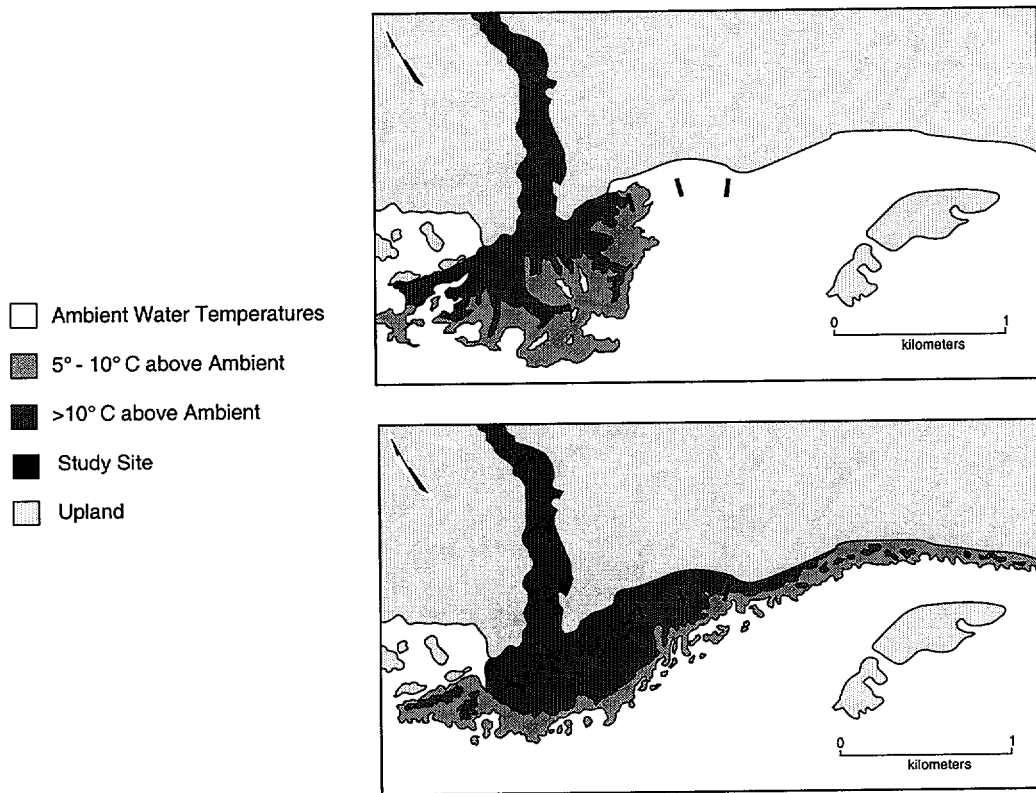 Ambient Water Temperatures
5° - 10° C above Ambient
>10° C above Ambient
Study Site
Upland
0 1
kilometers
0 1
kilometers